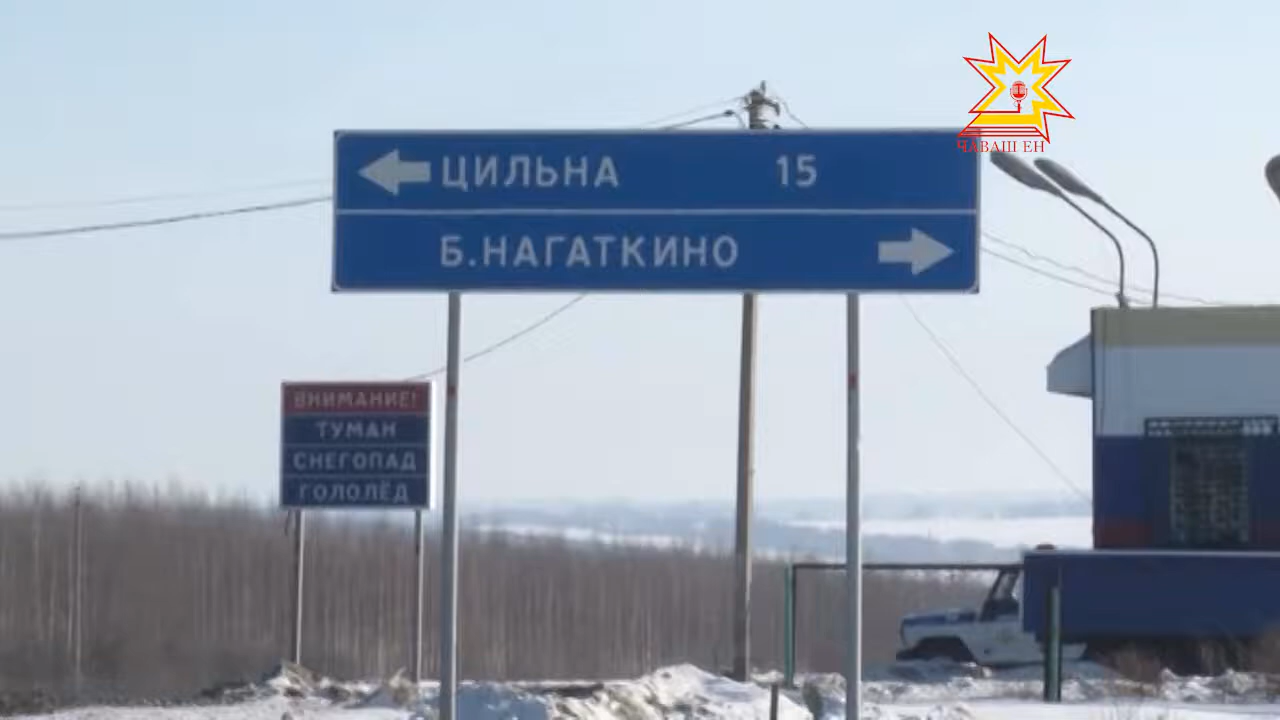 ЧАВАШ ЕН
ЦИЛЬНА 15
Б.НАГАТКИНО
ВНИМАНИЕ!
ТУМАН
СНЕГОПАД
ГОЛОЛЁД